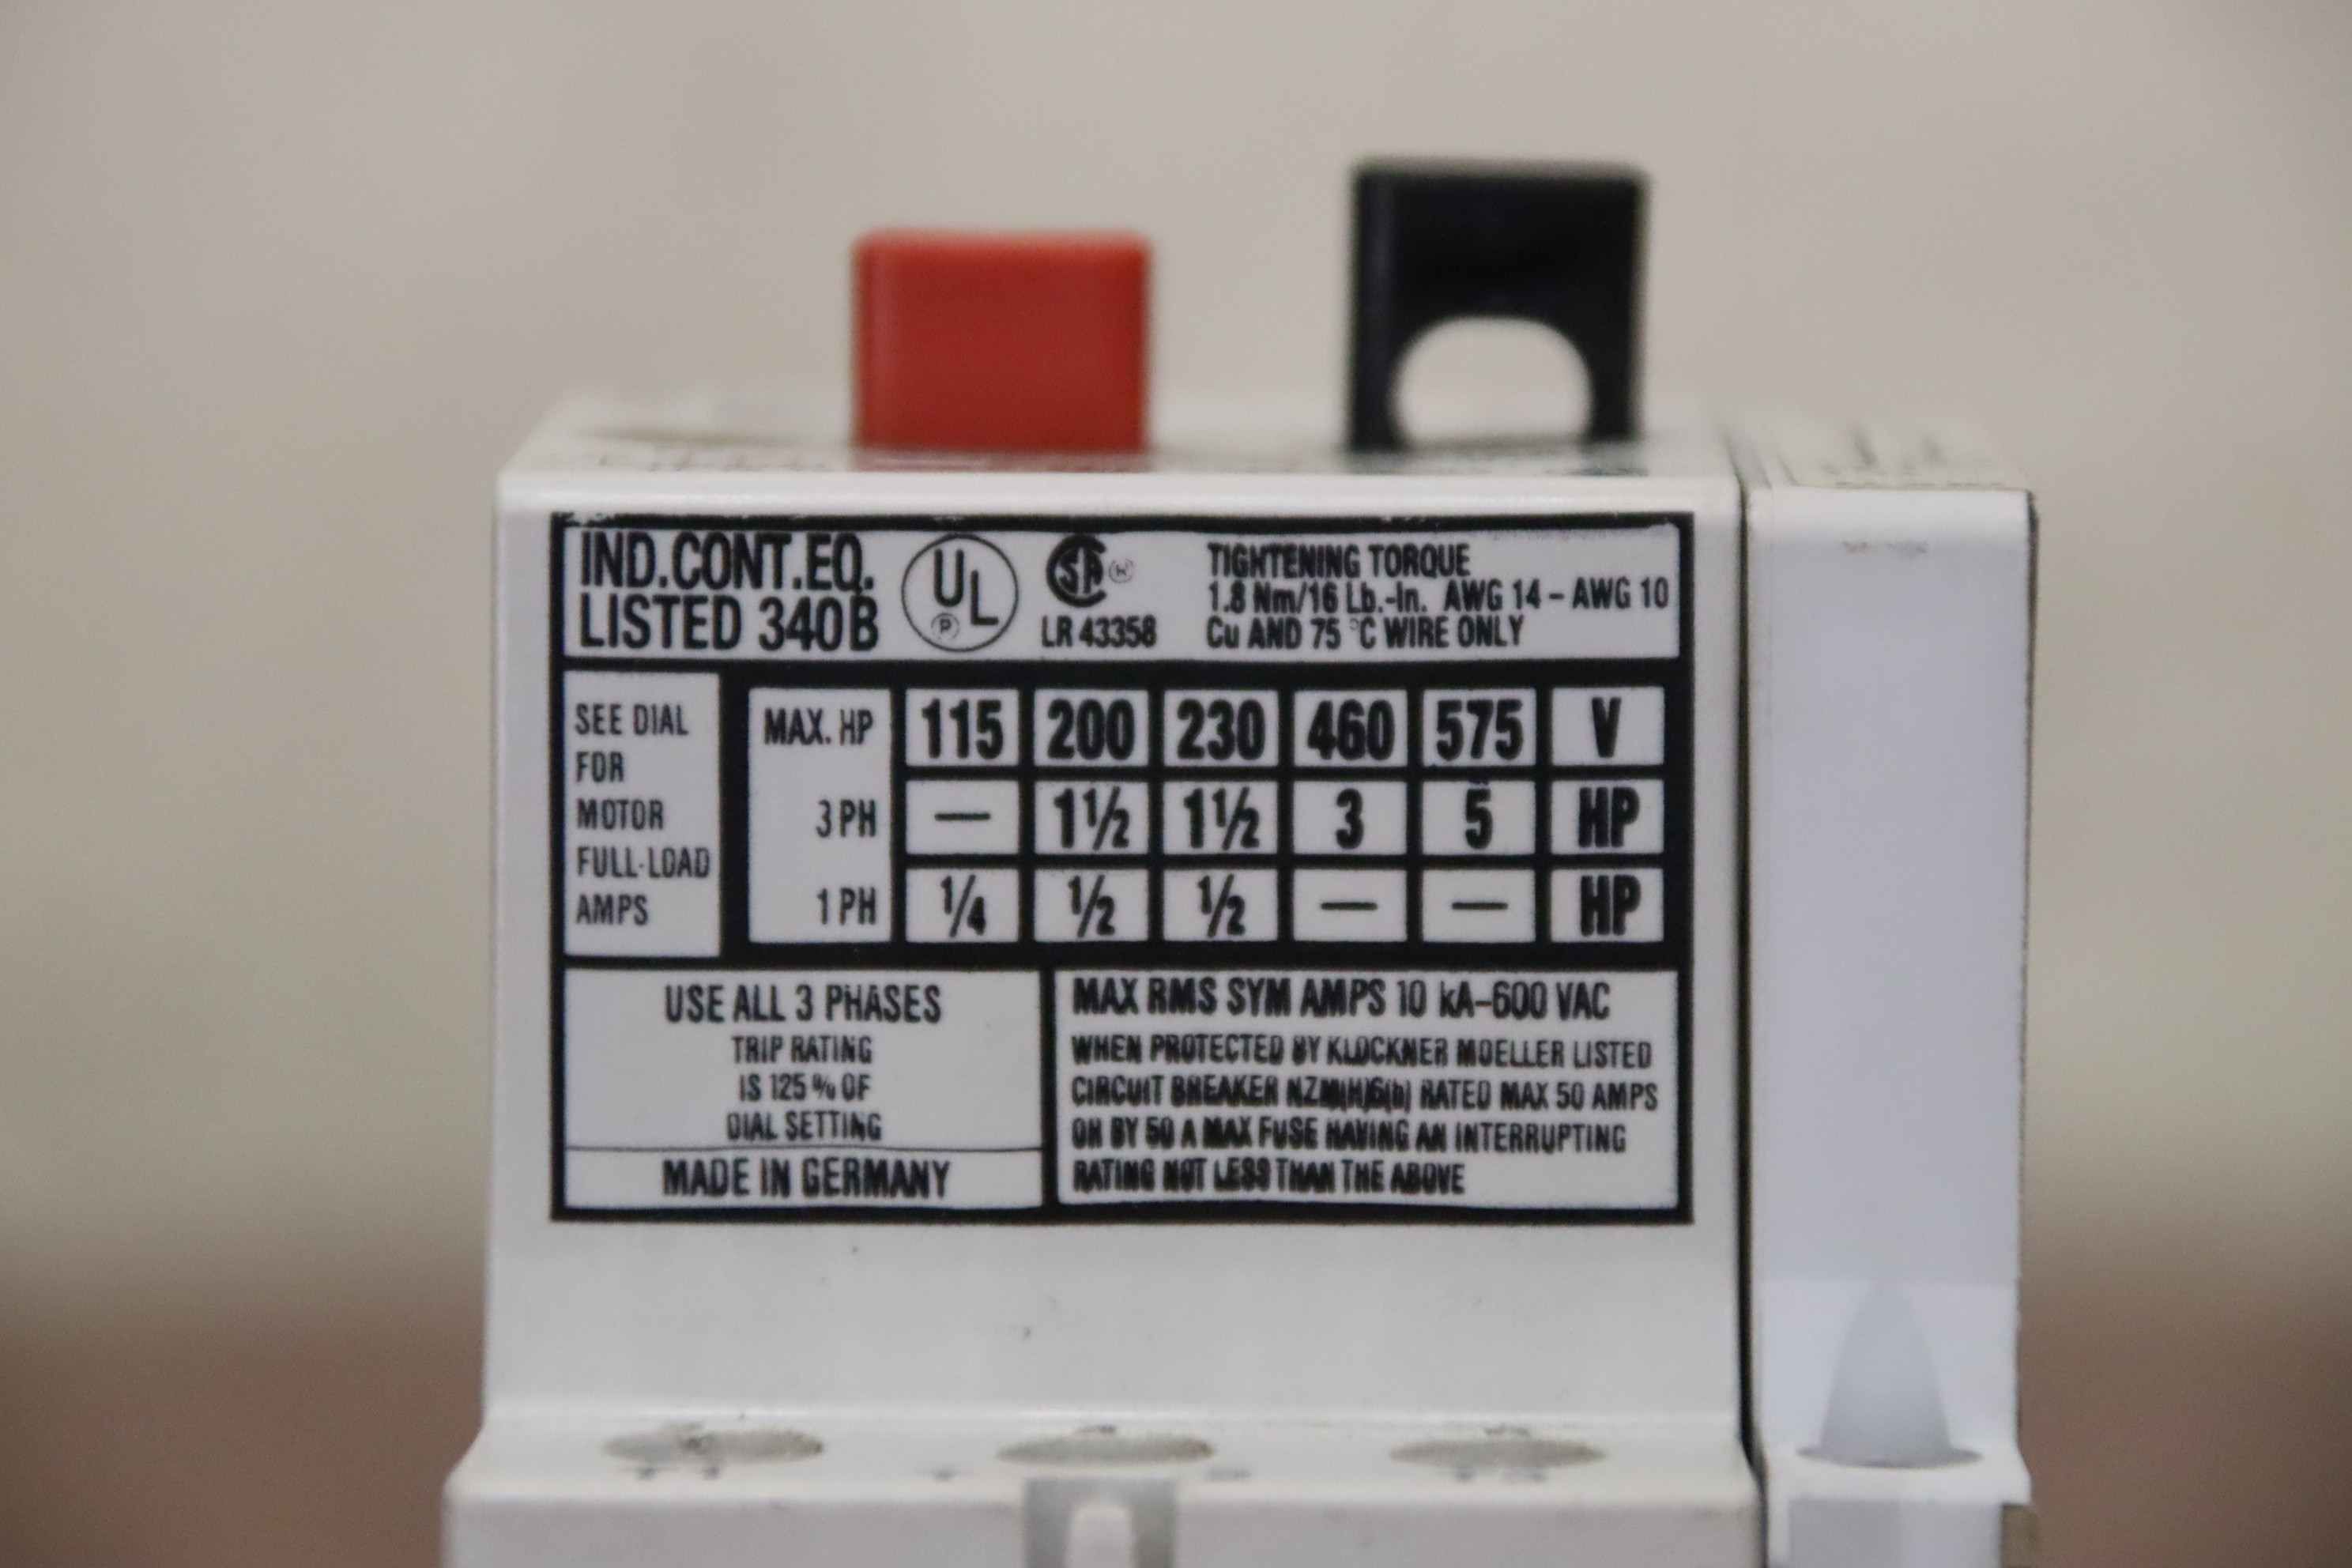 IND.CONT.EQ.
LISTED 340B
UL
P
SA
LR 43358
TIGHTENING TORQUE
1.8 Nm/16 Lb.-In. AWG 14 – AWG 10
Cu AND 75 °C WIRE ONLY
SEE DIAL
FOR
MOTOR
FULL-LOAD
AMPS
MAX. HP 115 200 230 460 575 V
3 PH — 1½ 1½ 3 5 HP
1 PH ¼ ½ ½ — — HP
USE ALL 3 PHASES
TRIP RATING
IS 125 % OF
DIAL SETTING
MADE IN GERMANY
MAX RMS SYM AMPS 10 kA–600 VAC
WHEN PROTECTED BY KLOCKNER MOELLER LISTED
CIRCUIT BREAKER NZM(H)6(b) RATED MAX 50 AMPS
OR BY 50 A MAX FUSE HAVING AN INTERRUPTING
RATING NOT LESS THAN THE ABOVE